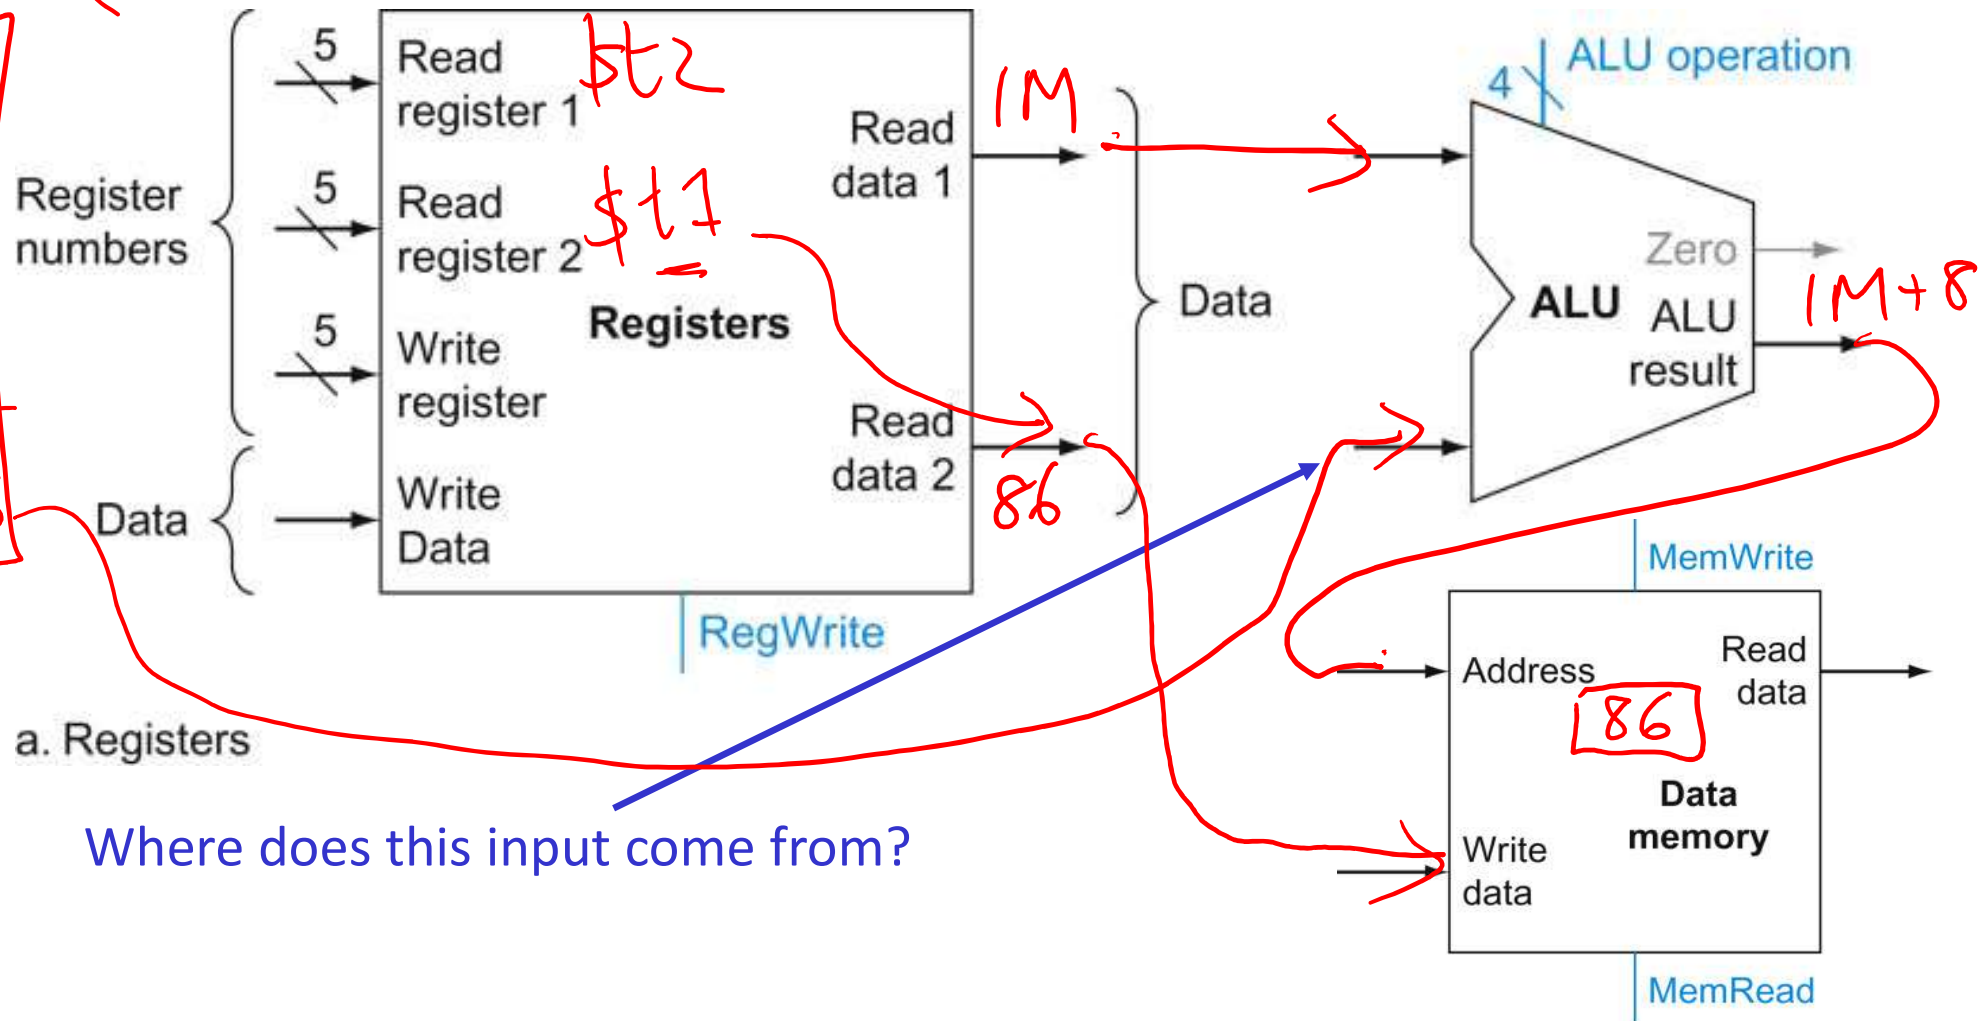 5
Read
register 1
$t2
5
Read
register 2
$t1
5
Write
register
Write
Data
Register
numbers
Data
Registers
Read
data 1
1M
Read
data 2
86
Data
RegWrite
a. Registers
4
ALU operation
Zero
ALU
ALU
result
1M+8
MemWrite
Address
Read
data
86
Data
memory
Write
data
MemRead
Where does this input come from?